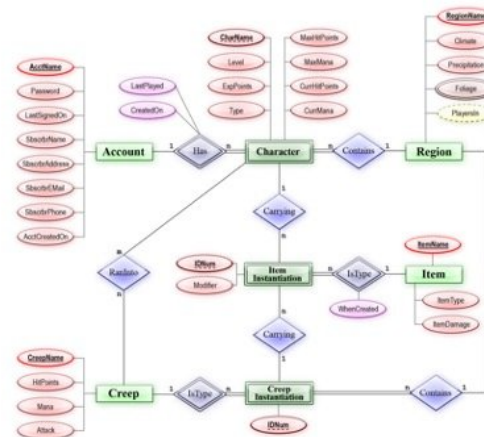 AcctName
Password
LastSignedOn
SbscrbrName
SbscrbrAddress
SbscrbrEMail
SbscrbrPhone
AcctCreatedOn
LastPlayed
CreatedOn
CharName
Level
ExpPoints
Type
MaxHitPoints
MaxMana
CurrHitPoints
CurrMana
RegionName
Climate
Precipitation
Foliage
PlayersIn
Account
1
Has
n
Character
n
Contains
1
Region
1
Carrying
n
n
RanInto
n
IDNum
Modifier
Item
Instantiation
n
IsType
1
Item
ItemName
WhenCreated
ItemType
ItemDamage
n
Carrying
1
CreepName
HitPoints
Mana
Attack
Creep
1
IsType
n
Creep
Instantiation
n
Contains
1
IDNum